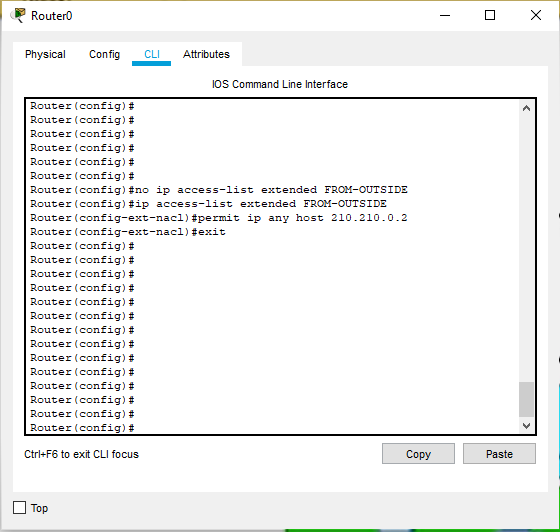 Router0
Physical Config CLI Attributes
IOS Command Line Interface
Router(config)#
Router(config)#
Router(config)#
Router(config)#
Router(config)#
Router(config)#
Router(config)#no ip access-list extended FROM-OUTSIDE
Router(config)#ip access-list extended FROM-OUTSIDE
Router(config-ext-nacl)#permit ip any host 210.210.0.2
Router(config-ext-nacl)#exit
Router(config)#
Router(config)#
Router(config)#
Router(config)#
Router(config)#
Router(config)#
Router(config)#
Router(config)#
Router(config)#
Router(config)#
Router(config)#
Router(config)#
Router(config)#
Router(config)#
Ctrl+F6 to exit CLI focus
Copy Paste
Top